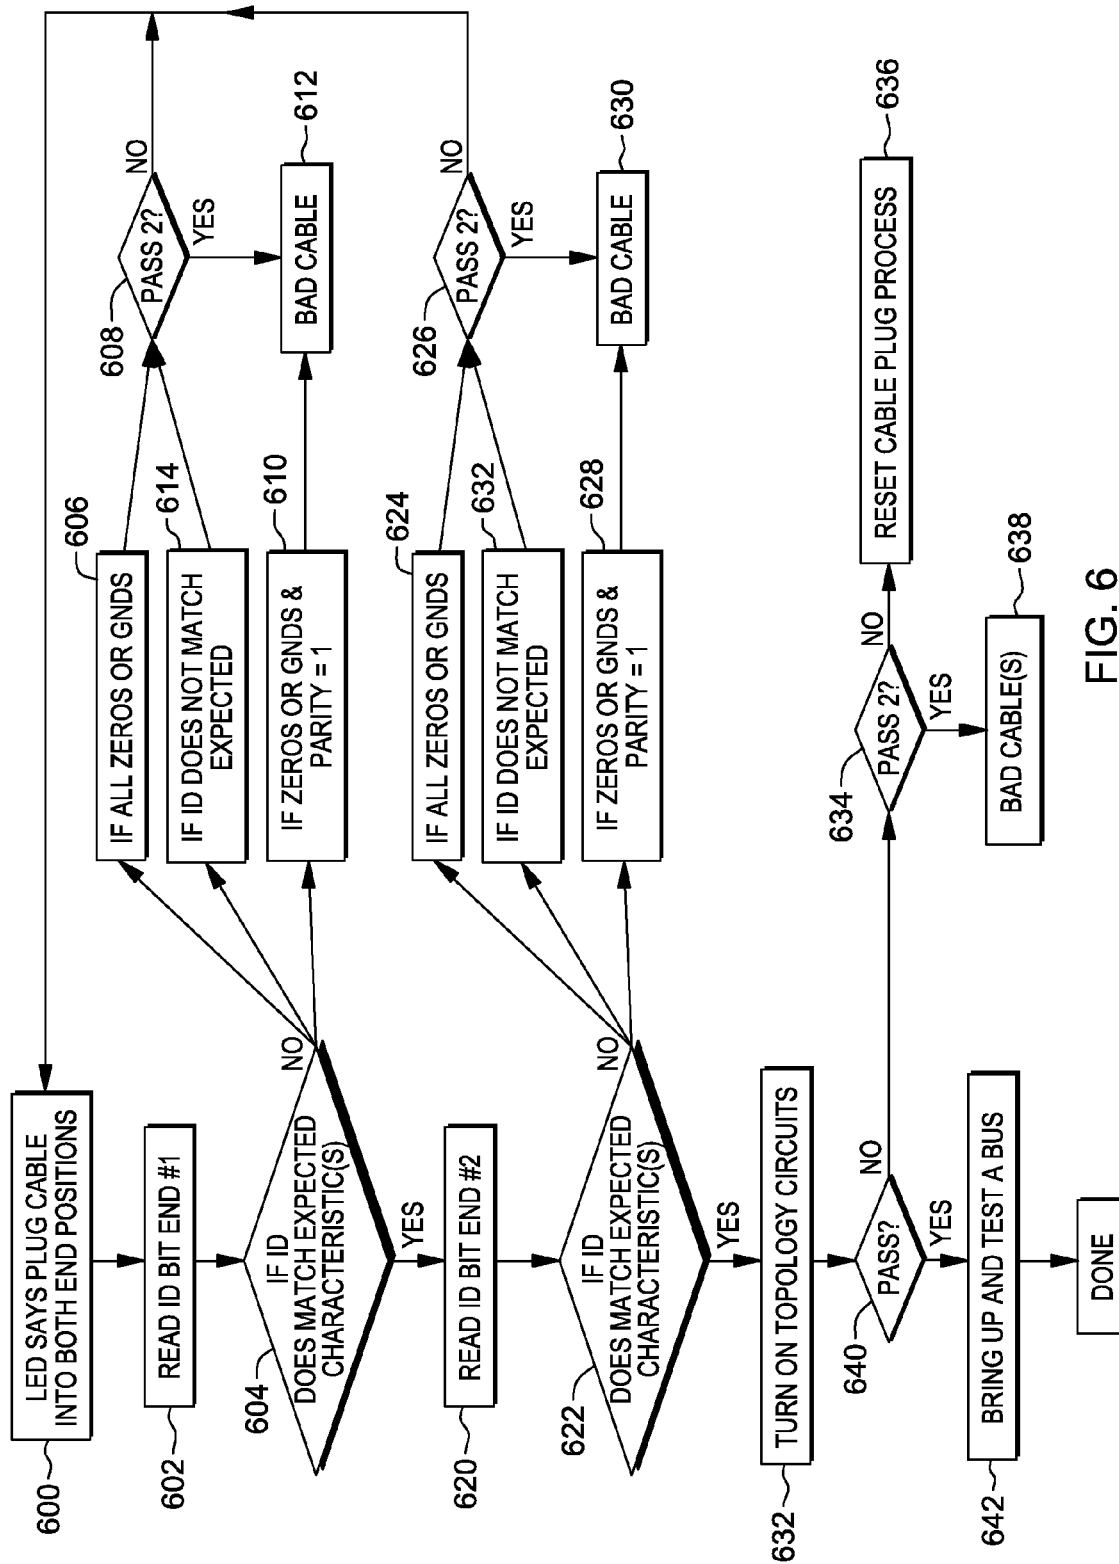 600
LED SAYS PLUG CABLE
INTO BOTH END POSITIONS
602
READ ID BIT END #1
604
IF ID
DOES MATCH EXPECTED
CHARACTERISTIC(S)
NO
YES
606
IF ALL ZEROS OR GNDS
614
IF ID DOES NOT MATCH
EXPECTED
610
IF ZEROS OR GNDS &
PARITY = 1
608
PASS 2?
NO
YES
612
BAD CABLE
620
READ ID BIT END #2
622
IF ID
DOES MATCH EXPECTED
CHARACTERISTIC(S)
NO
YES
624
IF ALL ZEROS OR GNDS
632
IF ID DOES NOT MATCH
EXPECTED
628
IF ZEROS OR GNDS &
PARITY = 1
626
PASS 2?
NO
YES
630
BAD CABLE
632
TURN ON TOPOLOGY CIRCUITS
640
PASS?
NO
YES
634
PASS 2?
NO
YES
636
RESET CABLE PLUG PROCESS
638
BAD CABLE(S)
642
BRING UP AND TEST A BUS
DONE
FIG. 6